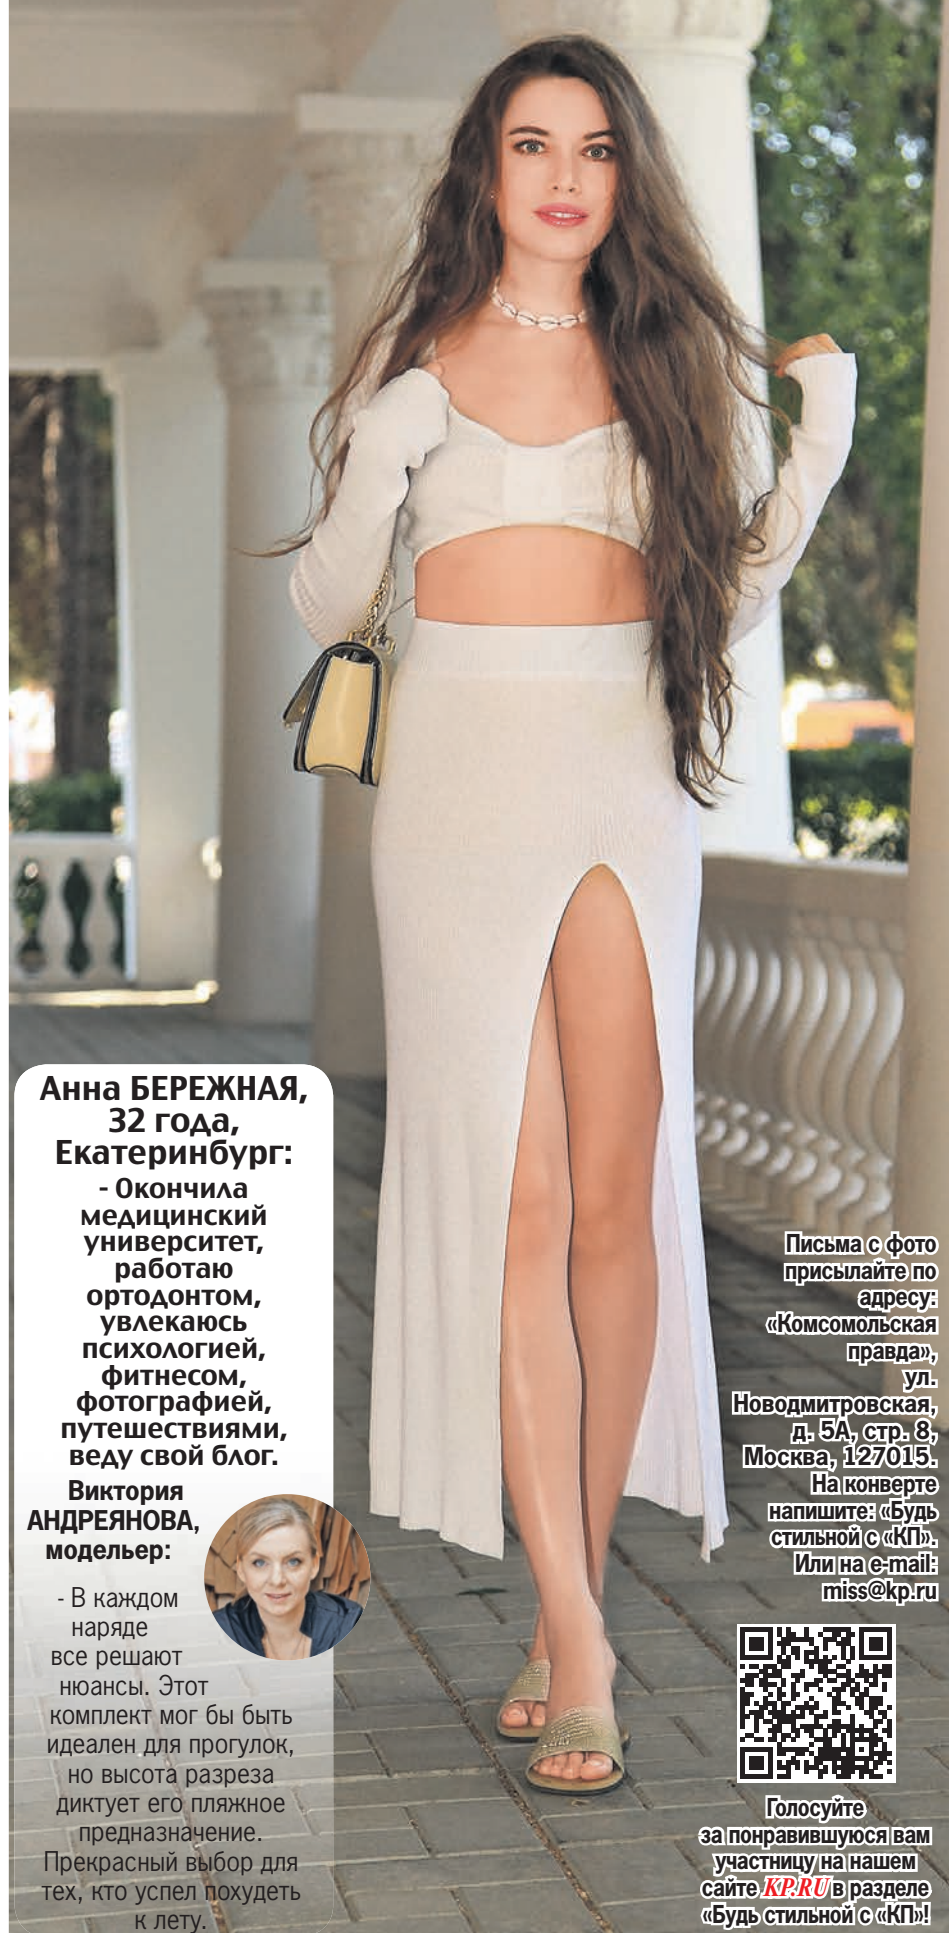 Анна БЕРЕЖНАЯ,
32 года,
Екатеринбург:
- Окончила
медицинский
университет,
работаю
ортодонтом,
увлекаюсь
психологией,
фитнесом,
фотографией,
путешествиями,
веду свой блог.
Виктория
АНДРЕЯНОВА,
модельер:
- В каждом
наряде
все решают
нюансы. Этот
комплект мог бы быть
идеален для прогулок,
но высота разреза
диктует его пляжное
предназначение.
Прекрасный выбор для
тех, кто успел похудеть
к лету.
Письма с фото
присылайте по
адресу:
«Комсомольская
правда»,
ул.
Новодмитровская,
д. 5А, стр. 8,
Москва, 127015.
На конверте
напишите: «Будь
стильной с «КП».
Или на e-mail:
miss@kp.ru
Голосуйте
за понравившуюся вам
участницу на нашем
сайте KP.RU в разделе
«Будь стильной с «КП»!